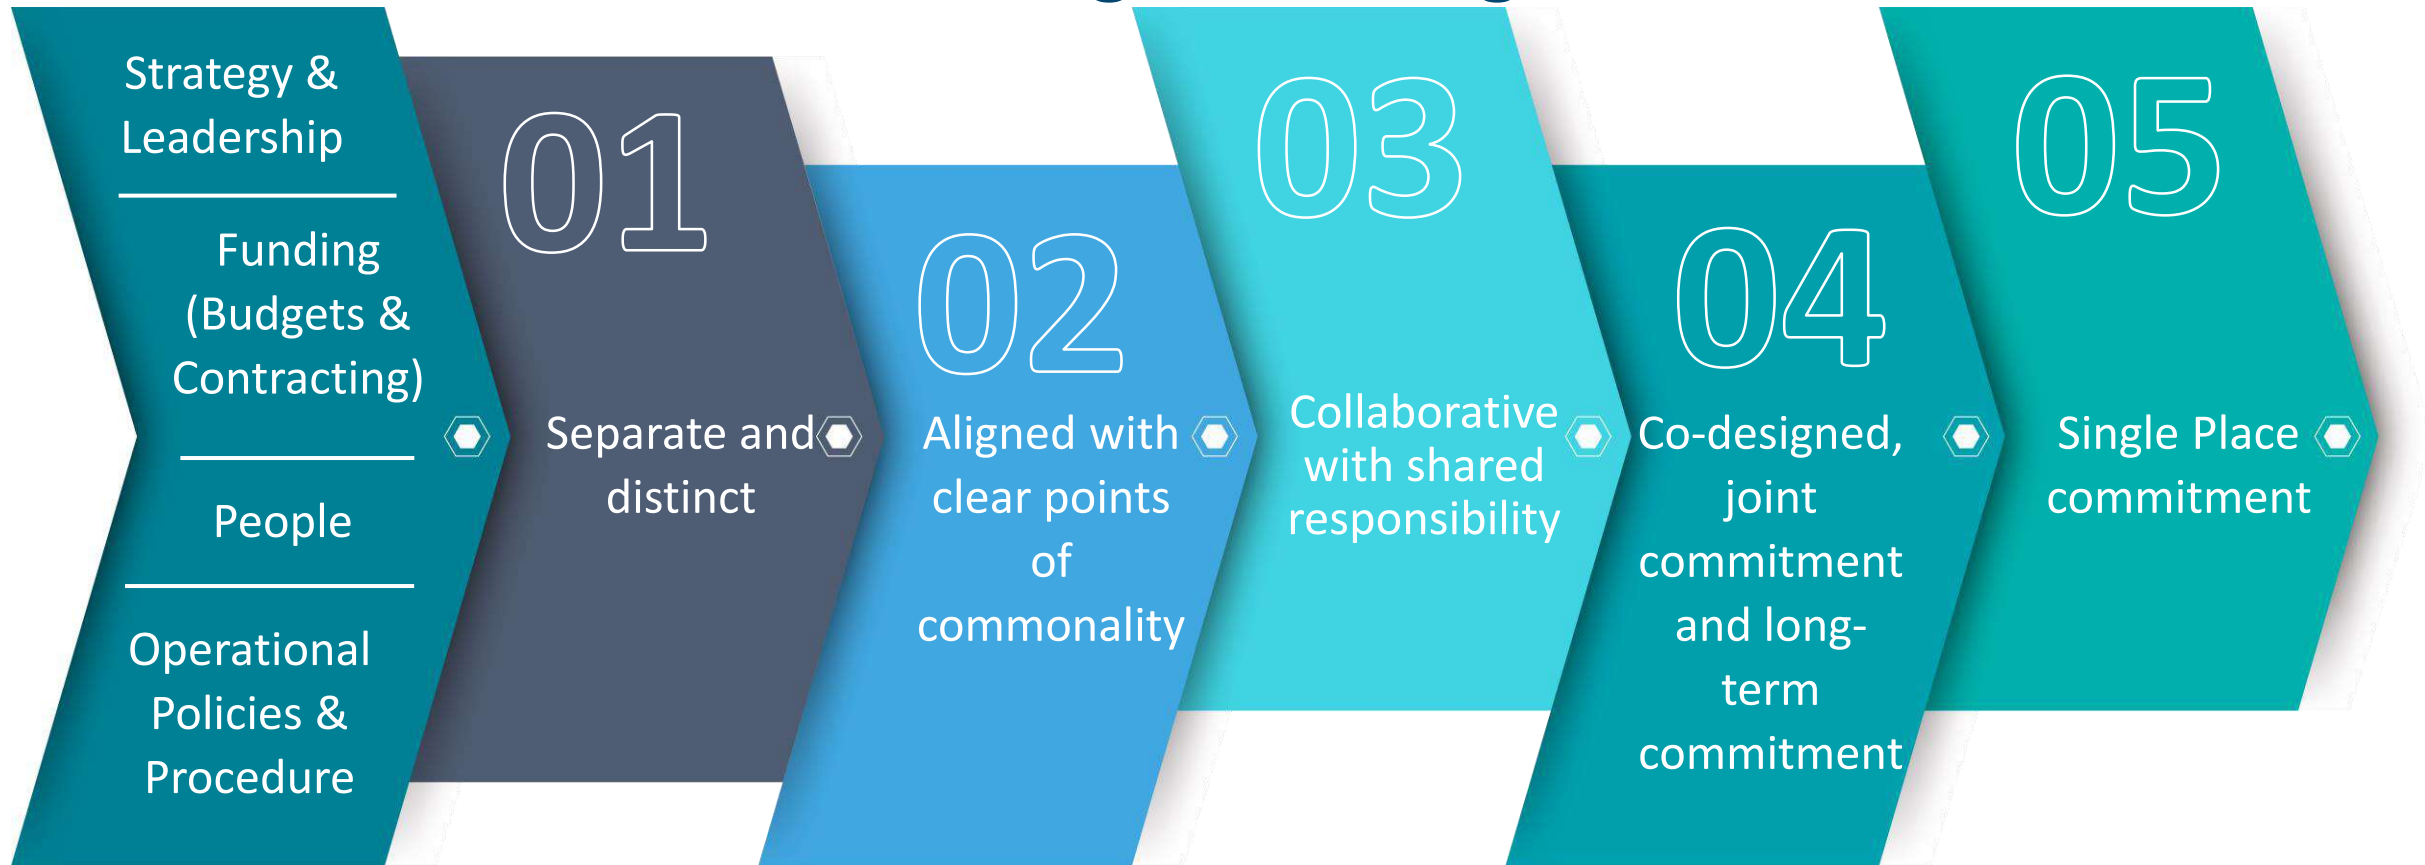 Strategy &
Leadership
Funding
(Budgets &
Contracting)
People
Operational
Policies &
Procedure
01
Separate and
distinct
02
Aligned with
clear points
of
commonality
03
Collaborative
with shared
responsibility
04
Co-designed,
joint
commitment
and long-
term
commitment
05
Single Place
commitment